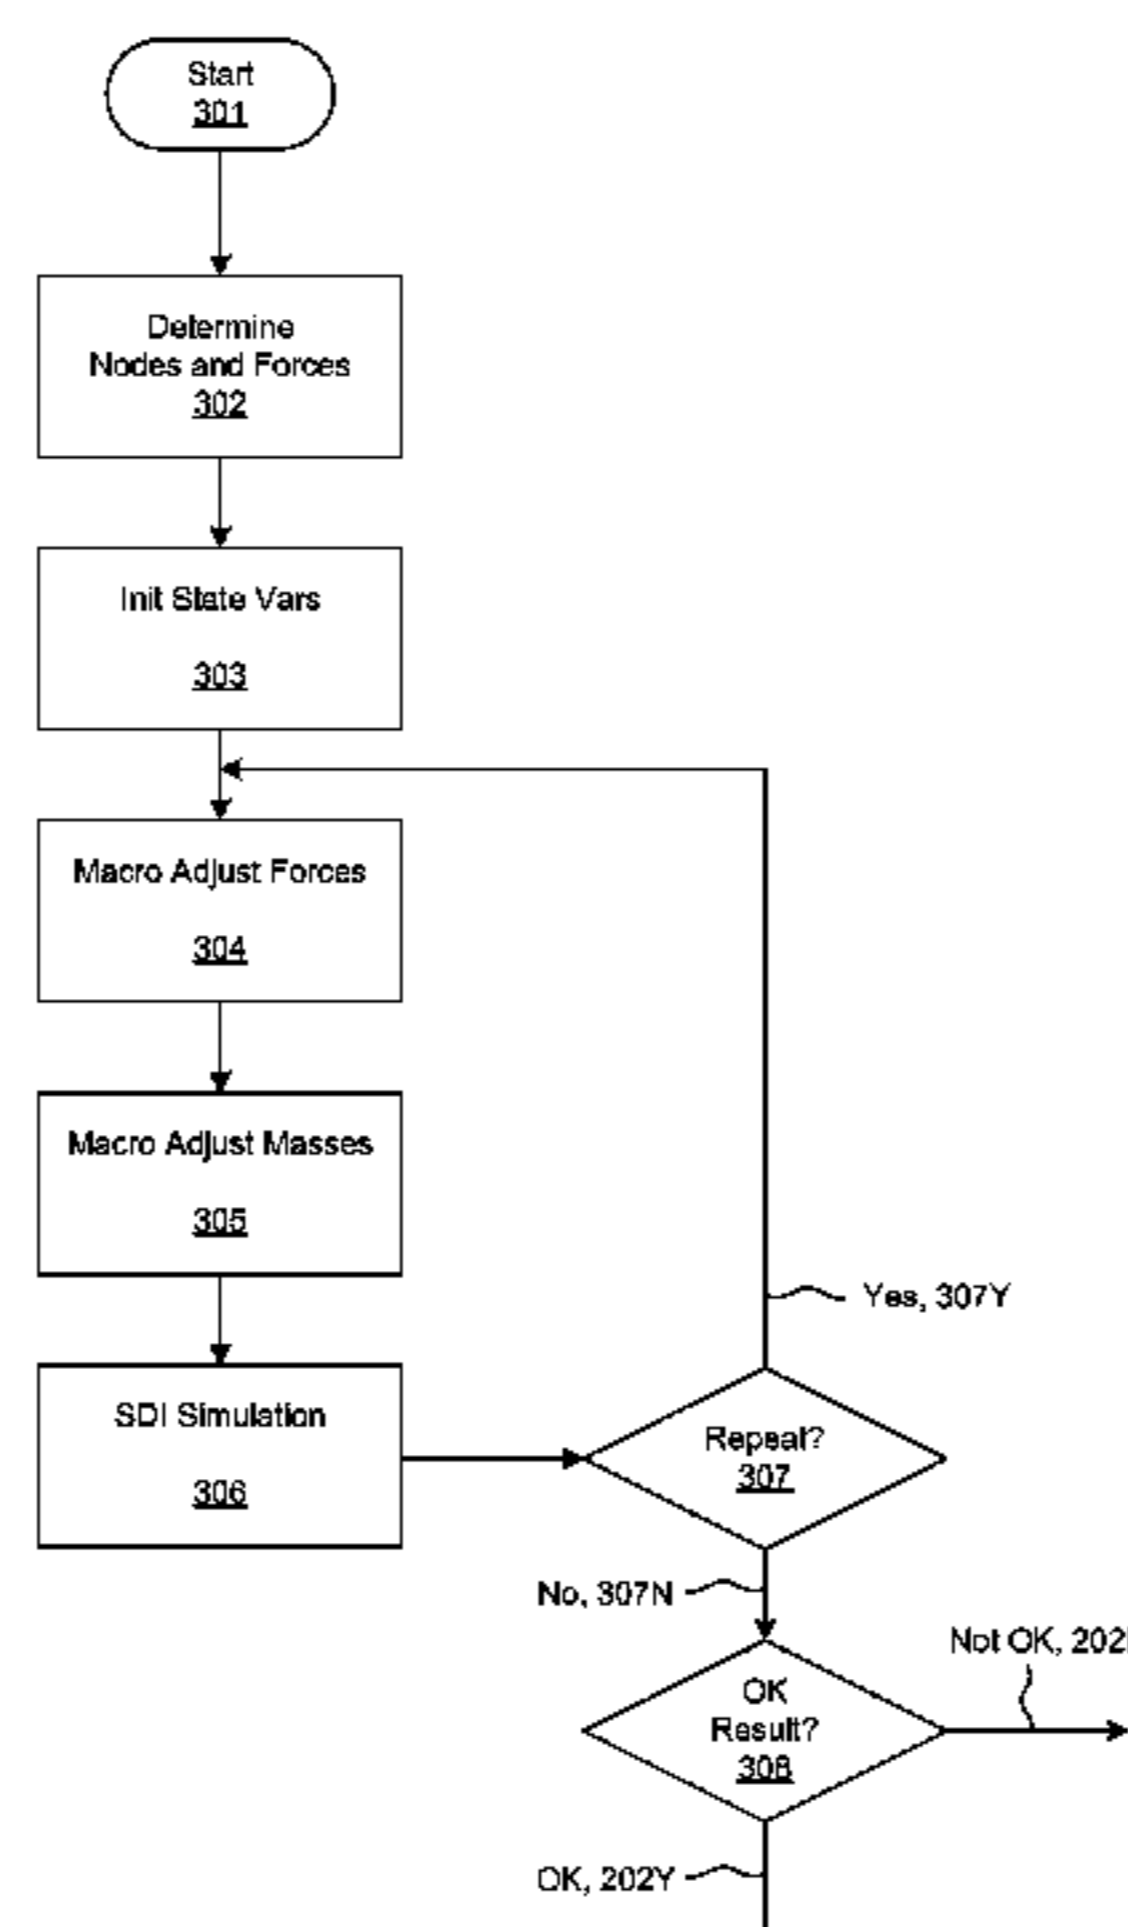 Start
301
Determine
Nodes and Forces
302
Init State Vars
303
Macro Adjust Forces
304
Macro Adjust Masses
305
SDI Simulation
306
Yes, 307Y
Repeat?
307
No, 307N
Not OK,
OK
Result?
308
OK, 202Y